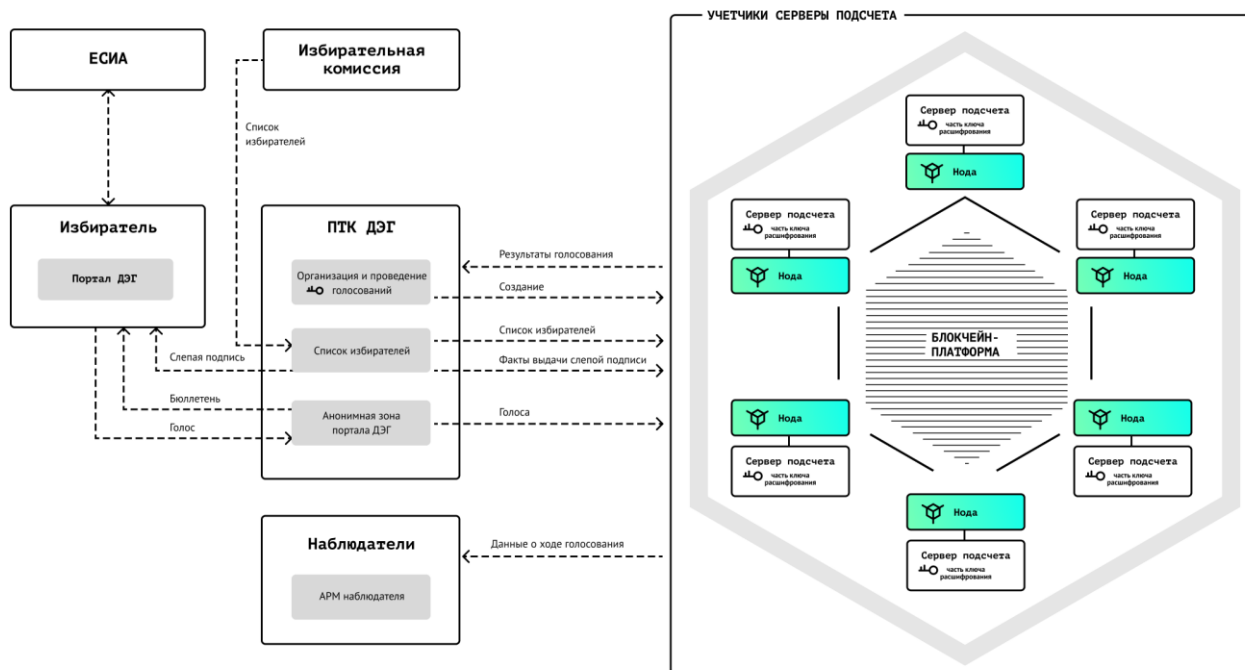 УЧЕТЧИКИ СЕРВЕРЫ ПОДСЧЕТА
ЕСИА
Избирательная
комиссия
Список
избирателей
Избиратель
Портал ДЭГ
ПТК ДЭГ
Организация и проведение
голосований
Список избирателей
Анонимная зона
портала ДЭГ
Слепая подпись
Бюллетень
Голос
Результаты голосования
Создание
Список избирателей
Факты выдачи слепой подписи
Голоса
Наблюдатели
АРМ наблюдателя
Данные о ходе голосования
Сервер подсчета
часть ключа
расшифрования
Нода
Сервер подсчета
часть ключа
расшифрования
Нода
Сервер подсчета
часть ключа
расшифрования
Нода
БЛОКЧЕЙН-
ПЛАТФОРМА
Нода
Сервер подсчета
часть ключа
расшифрования
Нода
Сервер подсчета
часть ключа
расшифрования
Нода
Сервер подсчета
часть ключа
расшифрования